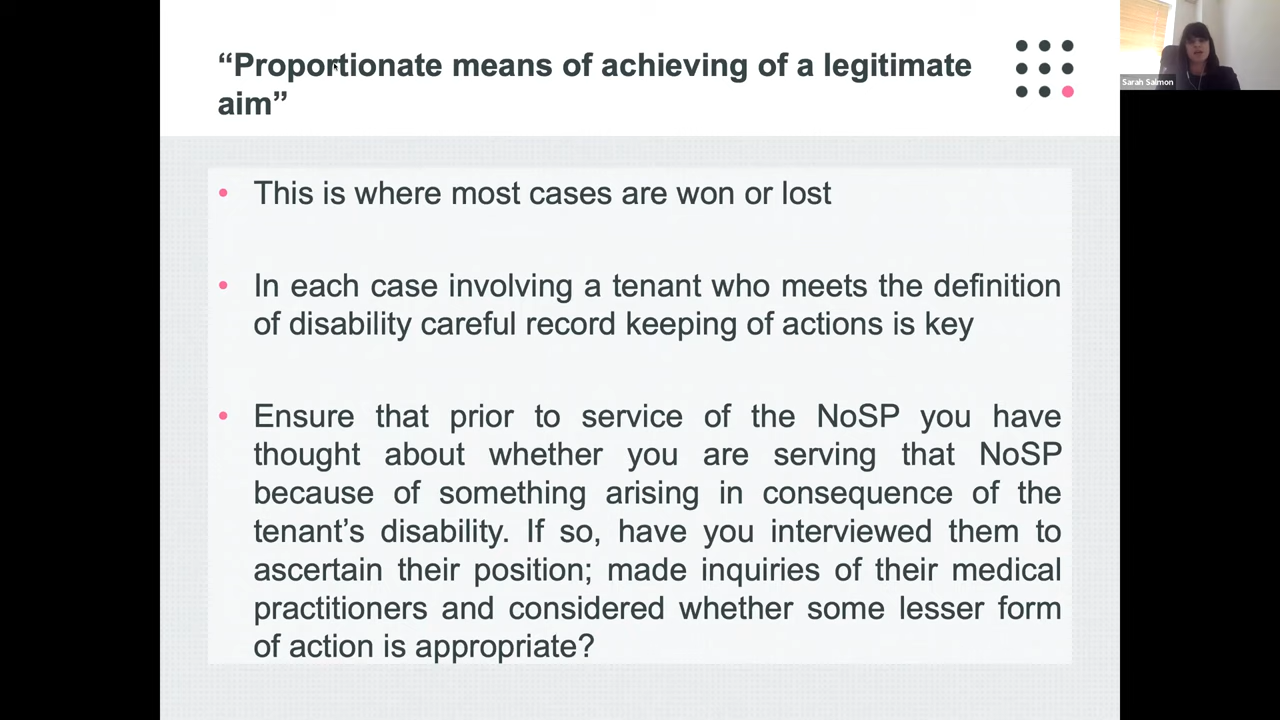 “Proportionate means of achieving of a legitimate
aim”
Sarah Salmon
• This is where most cases are won or lost
• In each case involving a tenant who meets the definition
of disability careful record keeping of actions is key
• Ensure that prior to service of the NoSP you have
thought about whether you are serving that NoSP
because of something arising in consequence of the
tenant’s disability. If so, have you interviewed them to
ascertain their position; made inquiries of their medical
practitioners and considered whether some lesser form
of action is appropriate?